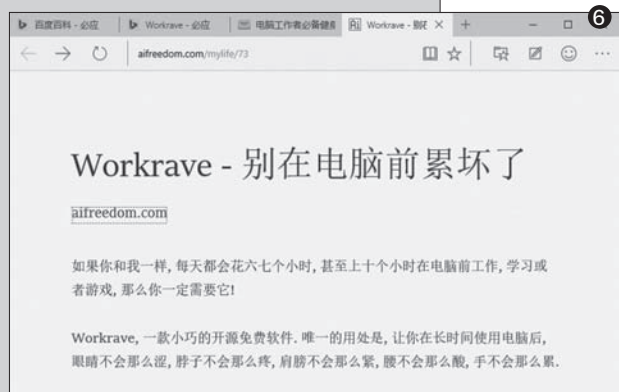 6
百度百科 - 必应
Workrave - 必应
电脑工作者必备健身
Workrave - 别在
aifreedom.com/mylife/73
Workrave - 别在电脑前累坏了
aifreedom.com
如果你和我一样, 每天都会花六七个小时, 甚至上十个小时在电脑前工作, 学习或
者游戏, 那么你一定需要它!
Workrave, 一款小巧的开源免费软件. 唯一的用处是, 让你在长时间使用电脑后,
眼睛不会那么涩, 脖子不会那么疼, 肩膀不会那么紧, 腰不会那么酸, 手不会那么累.